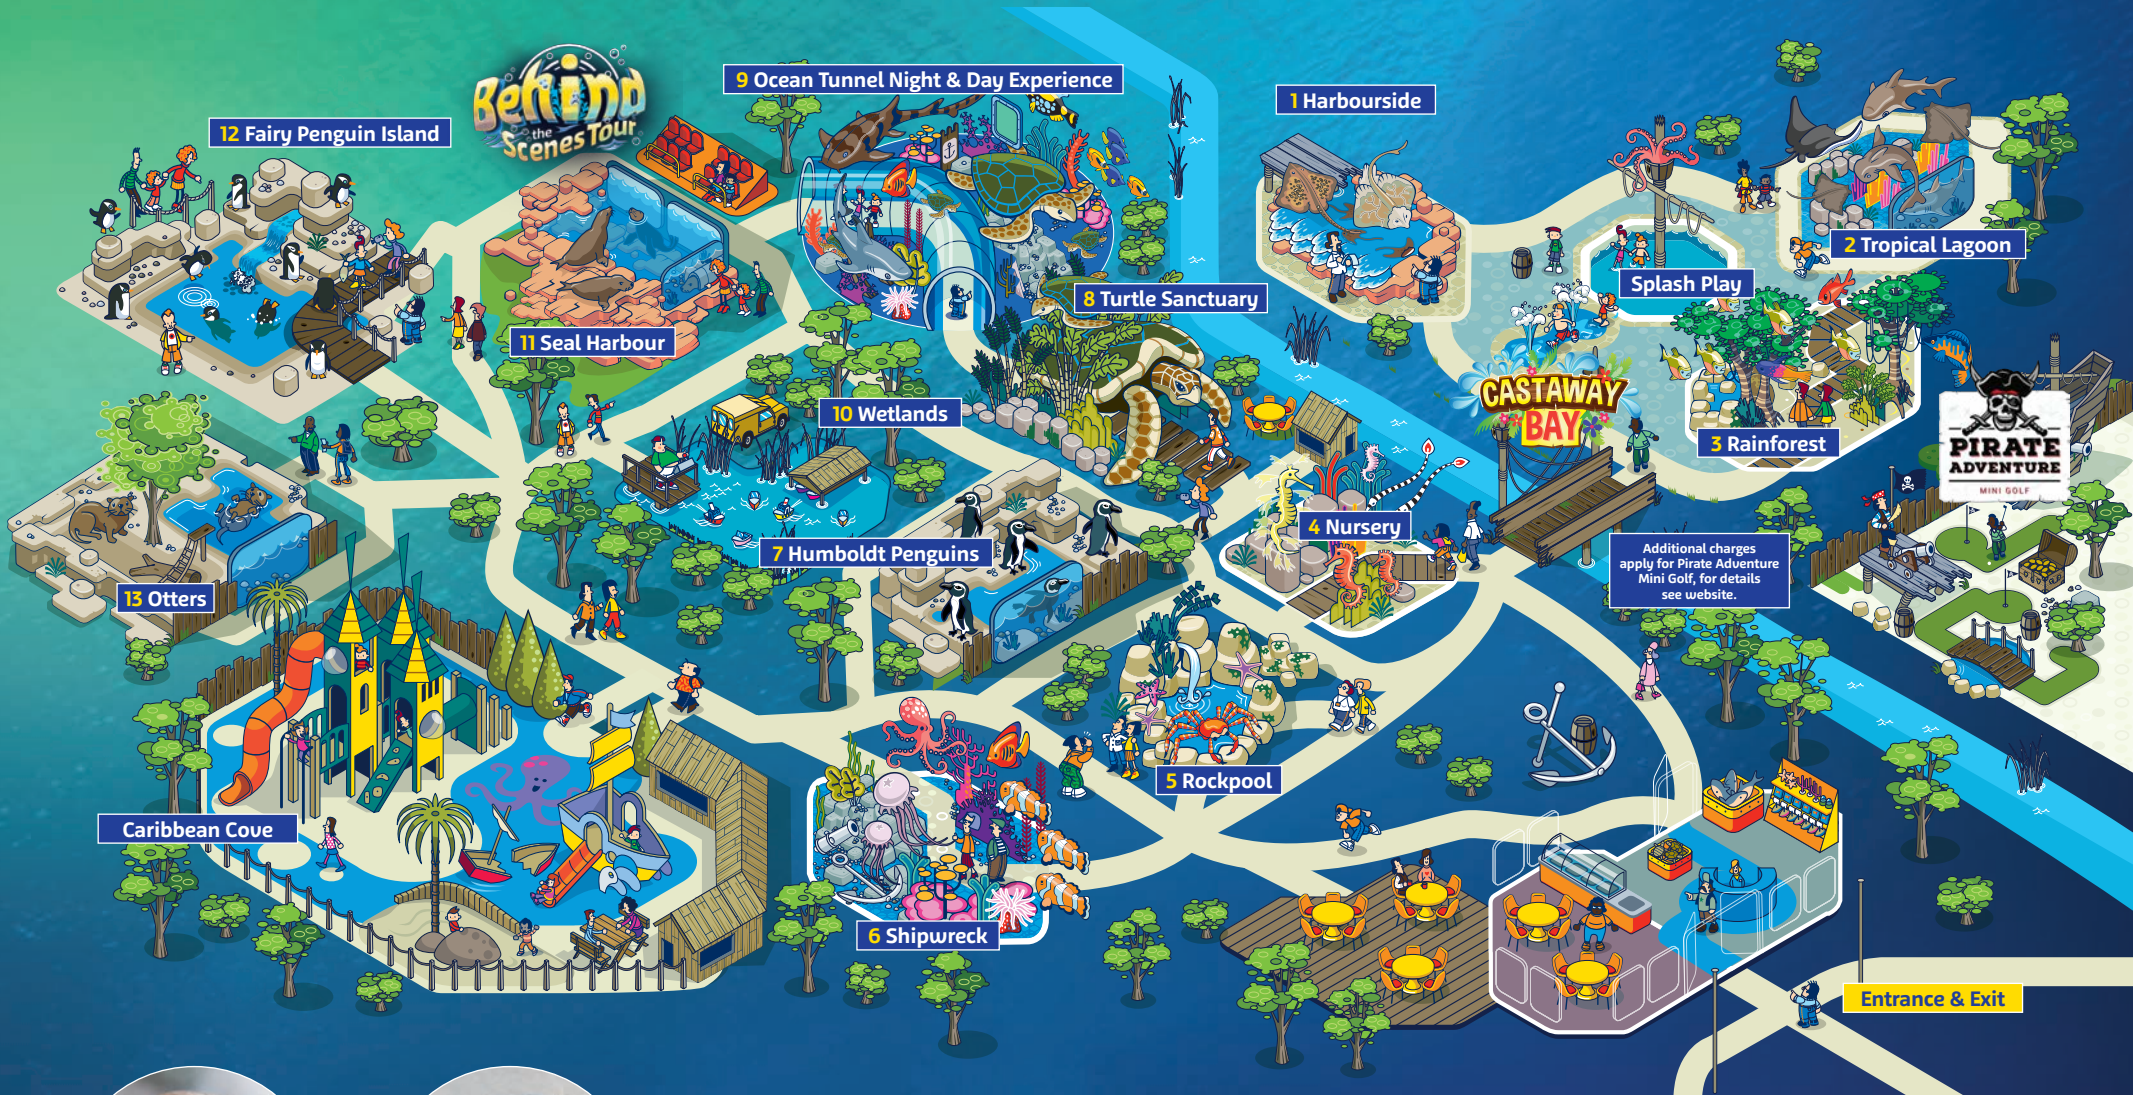 Behind
the
Scenes Tour
9 Ocean Tunnel Night & Day Experience
1 Harbourside
12 Fairy Penguin Island
2 Tropical Lagoon
Splash Play
8 Turtle Sanctuary
11 Seal Harbour
CASTAWAY
BAY
10 Wetlands
3 Rainforest
PIRATE
ADVENTURE
MINI GOLF
4 Nursery
7 Humboldt Penguins
Additional charges
apply for Pirate Adventure
Mini Golf, for details
see website.
13 Otters
5 Rockpool
Caribbean Cove
6 Shipwreck
Entrance & Exit